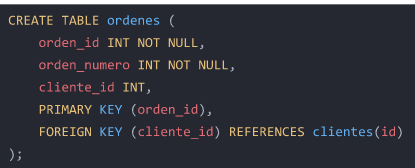 CREATE TABLE ordenes (
    orden_id INT NOT NULL,
    orden_numero INT NOT NULL,
    cliente_id INT,
    PRIMARY KEY (orden_id),
    FOREIGN KEY (cliente_id) REFERENCES clientes(id)
);